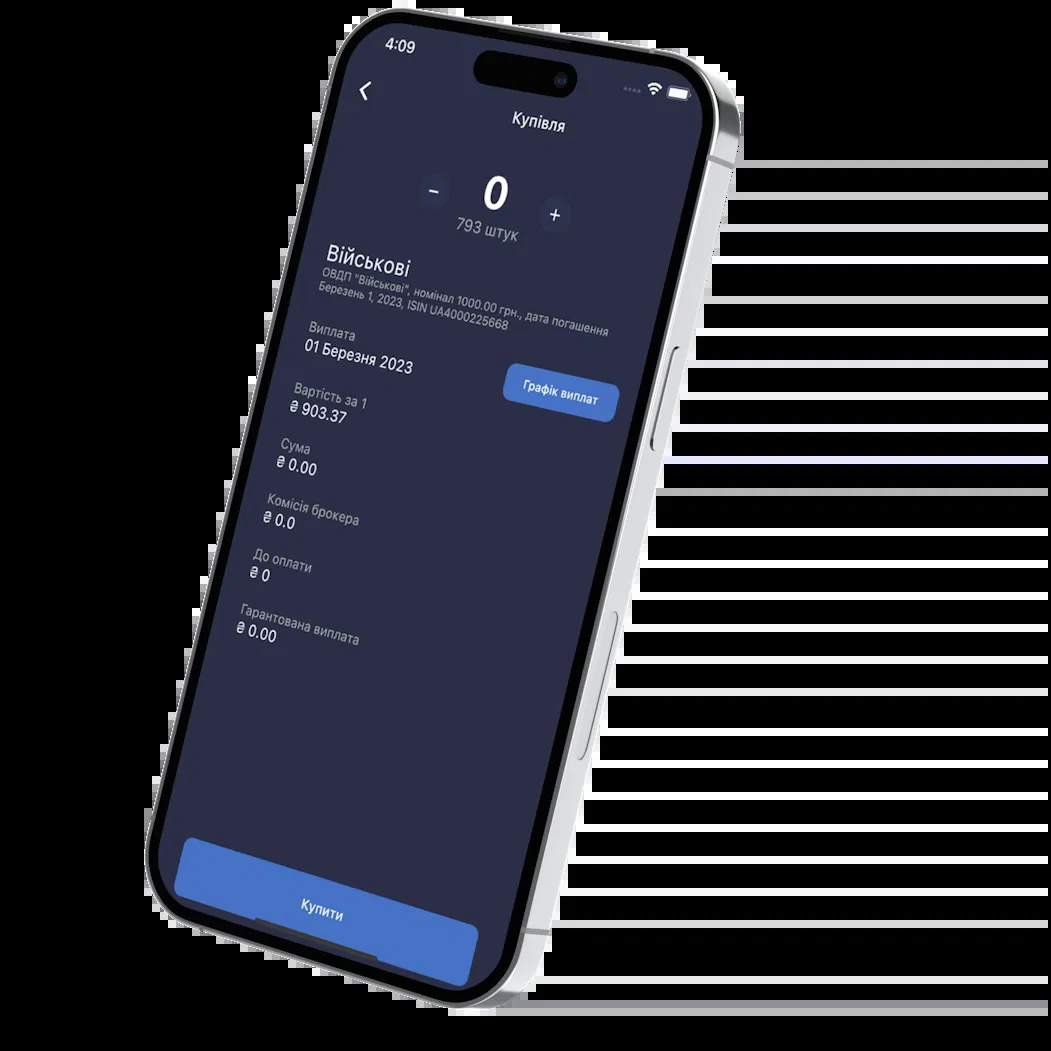 4:09
Купівля
0
793 штук
Військові
ОВДП "Військові", номінал 1000.00 грн., дата погашення
Березень 1, 2023, ISIN UA4000225668
Виплата
01 Березня 2023
Графік виплат
Вартість за 1
₴ 903.37
Сума
₴ 0.00
Комісія брокера
₴ 0.0
До оплати
₴ 0
Гарантована виплата
₴ 0.00
Купити